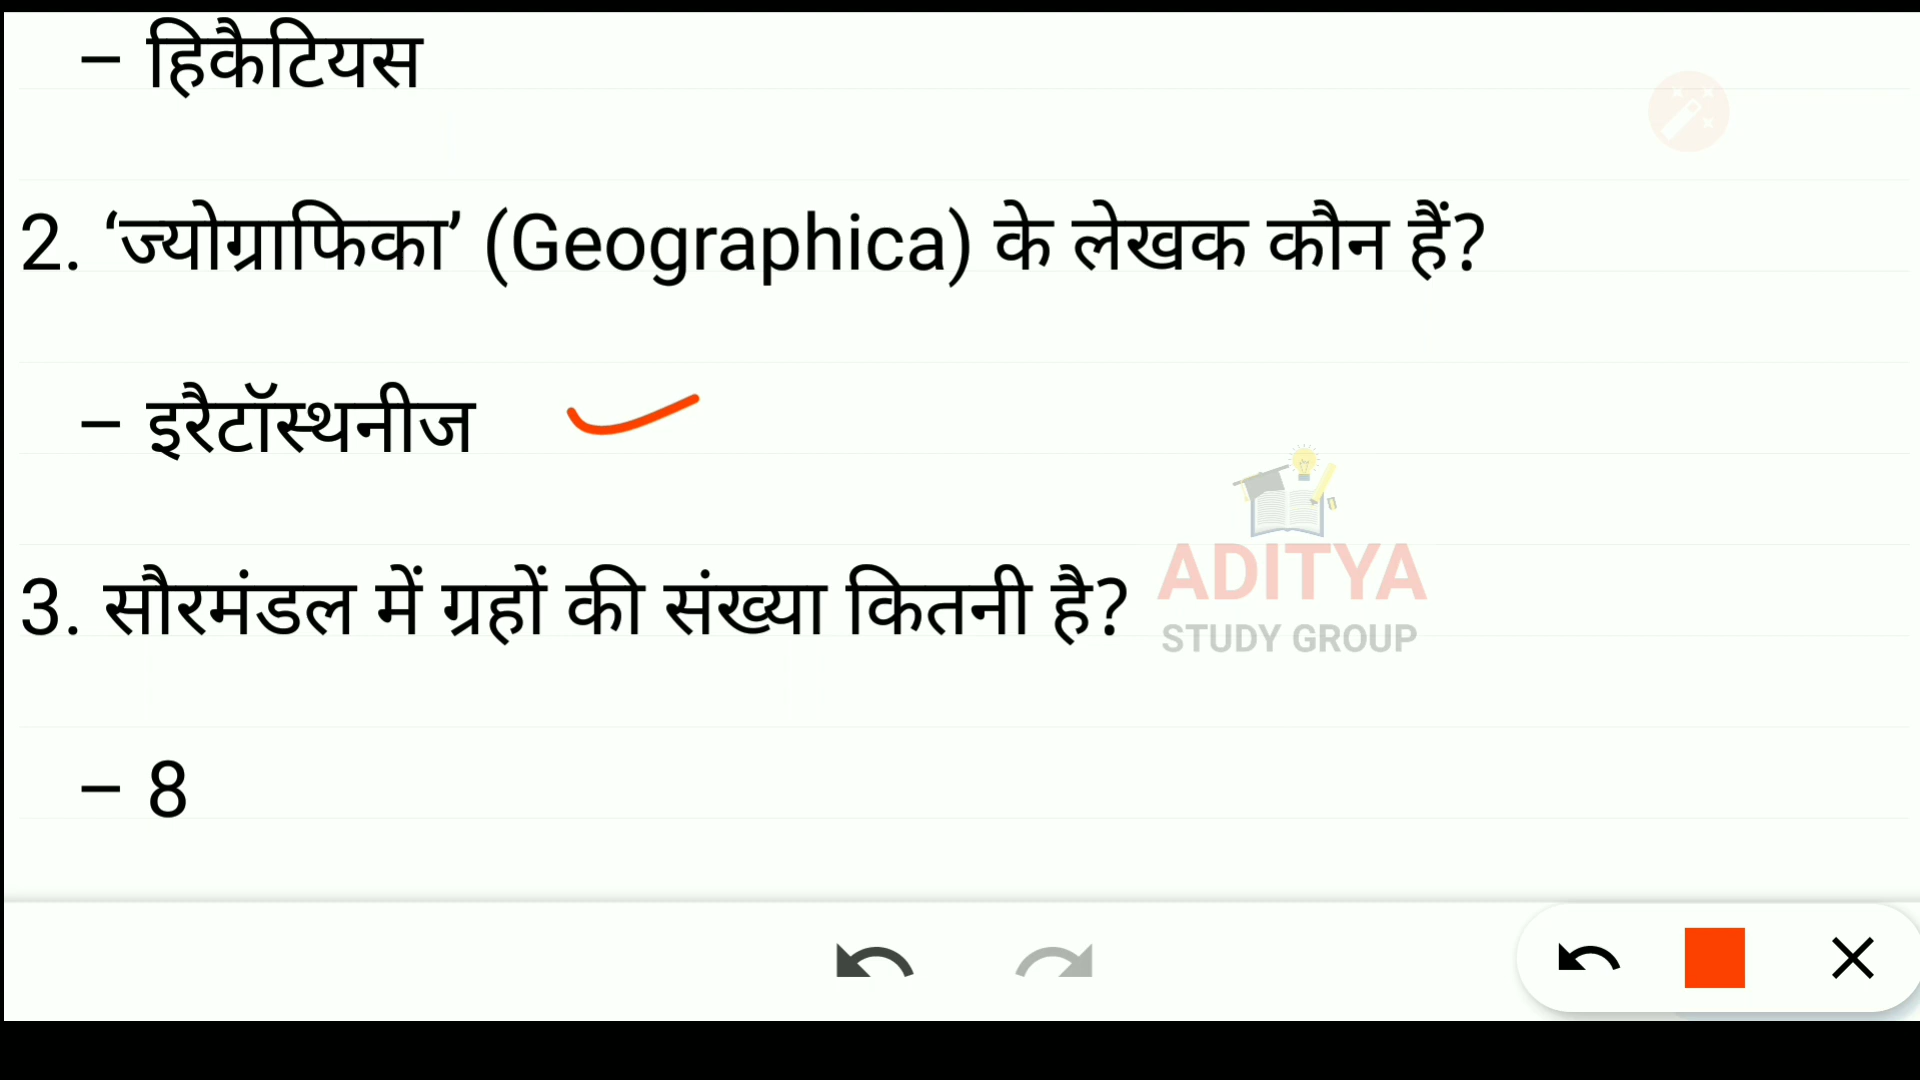 – हिकैटियस
2. ‘ज्योग्राफिका’ (Geographica) के लेखक कौन हैं?
– इरैटॉस्थनीज
3. सौरमंडल में ग्रहों की संख्या कितनी है?
ADITYA
STUDY GROUP
– 8